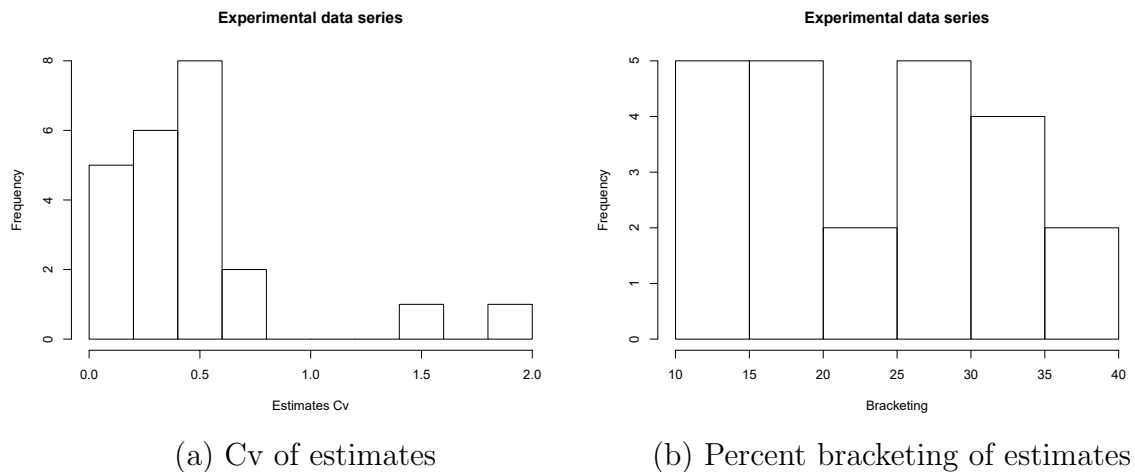 Experimental data series
8
6
4
2
0
Frequency
0.0 0.5 1.0 1.5 2.0
Estimates Cv
(a) Cv of estimates
Experimental data series
5
4
3
2
1
0
Frequency
10 15 20 25 30 35 40
Bracketing
(b) Percent bracketing of estimates